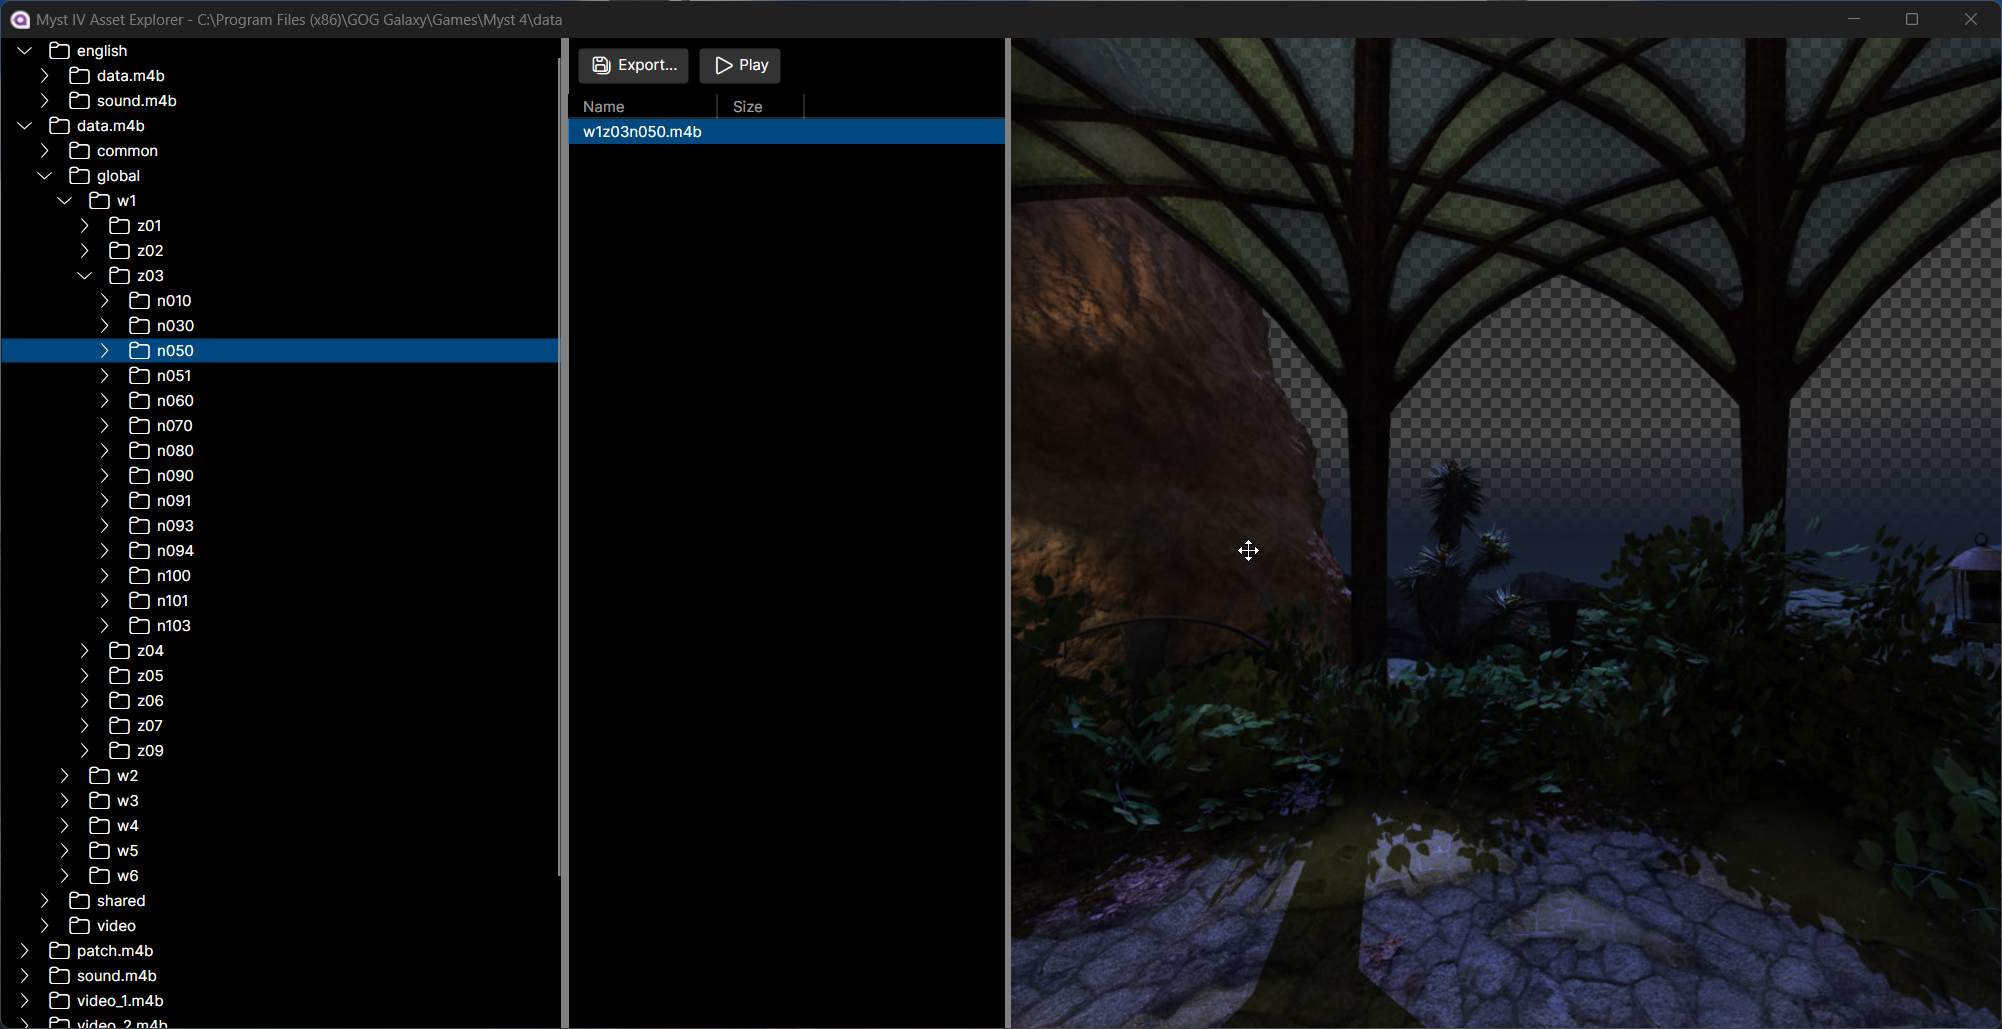 Myst IV Asset Explorer - C:\Program Files (x86)\GOG Galaxy\Games\Myst 4\data
english
data.m4b
sound.m4b
data.m4b
common
global
w1
z01
z02
z03
n010
n030
n050
n051
n060
n070
n080
n090
n091
n093
n094
n100
n101
n103
z04
z05
z06
z07
z09
w2
w3
w4
w5
w6
shared
video
patch.m4b
sound.m4b
video_1.m4b
video_2.m4b
Export... Play
Name Size
w1z03n050.m4b